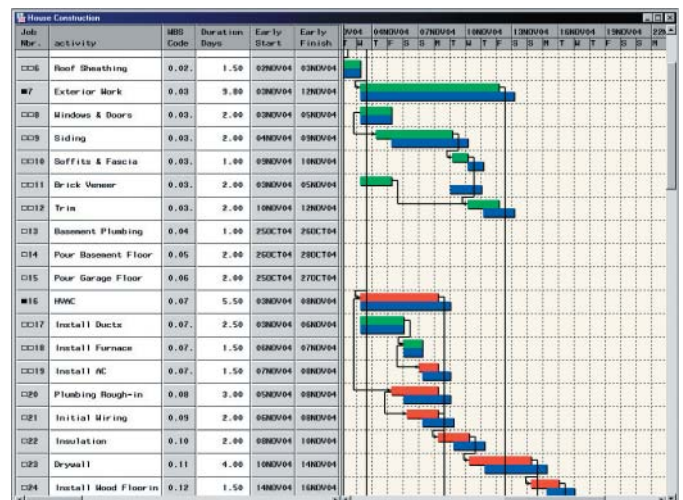 House Construction
Job Nbr. activity WBS Code Duration Days Early Start Early Finish NV04 04NOV04 07NOV04 10NOV04 13NOV04 16NOV04 19NOV04
T W T F S S M T W T F S S M T W T F S S M
6 Roof Sheathing 0.02. 1.50 02NOV04 03NOV04
7 Exterior Work 0.03 9.80 03NOV04 12NOV04
8 Windows & Doors 0.03. 2.00 03NOV04 05NOV04
9 Siding 0.03. 2.00 04NOV04 09NOV04
10 Soffits & Fascia 0.03. 1.00 09NOV04 10NOV04
11 Brick Veneer 0.03. 2.00 03NOV04 05NOV04
12 Trim 0.03. 2.00 10NOV04 12NOV04
13 Basement Plumbing 0.04 1.00 25OCT04 26OCT04
14 Pour Basement Floor 0.05 2.00 26OCT04 28OCT04
15 Pour Garage Floor 0.06 2.00 25OCT04 27OCT04
16 HVAC 0.07 5.50 03NOV04 08NOV04
17 Install Ducts 0.07. 2.50 03NOV04 06NOV04
18 Install Furnace 0.07. 1.50 06NOV04 07NOV04
19 Install AC 0.07. 1.50 07NOV04 08NOV04
20 Plumbing Rough-in 0.08 3.00 05NOV04 08NOV04
21 Initial Wiring 0.09 2.00 06NOV04 08NOV04
22 Insulation 0.10 2.00 08NOV04 10NOV04
23 Drywall 0.11 4.00 10NOV04 14NOV04
24 Install Wood Floorin 0.12 1.50 14NOV04 16NOV04